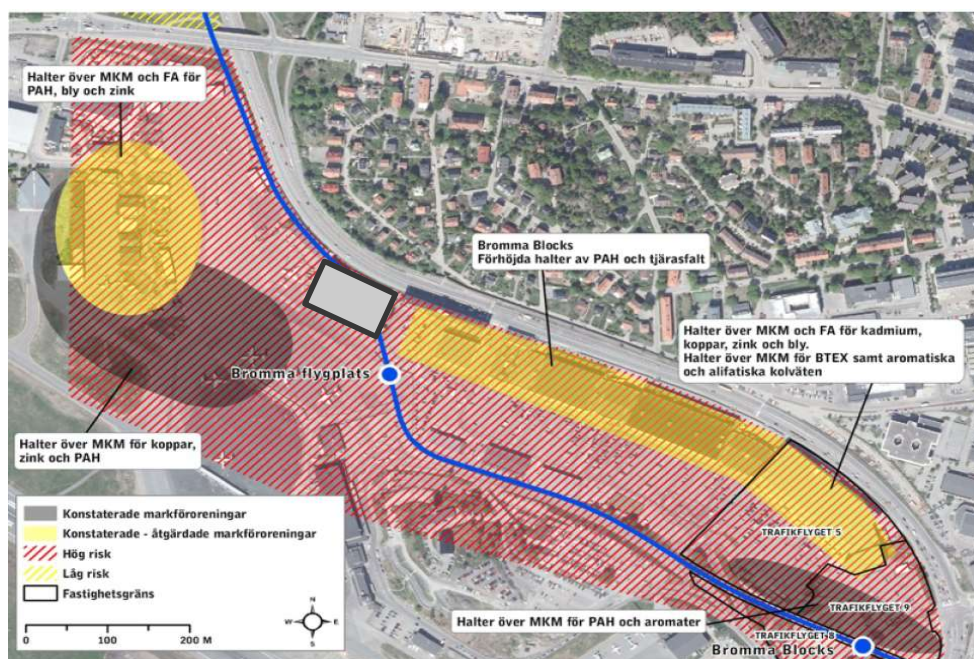 Halter över MKM och FA för
PAH, bly och zink
Bromma Blocks
Förhöjda halter av PAH och tjärasfalt
Halter över MKM och FA för kadmium,
koppar, zink och bly.
Halter över MKM för BTEX samt aromatiska
och alifatiska kolväten
Bromma flygplats
Halter över MKM för koppar,
zink och PAH
Konstaterade markföroreningar
Konstaterade - åtgärdade markföroreningar
Hög risk
Låg risk
Fastighetsgräns
N
W
E
S
0
100
200 M
TRAFIKFLYGET 5
TRAFIKFLYGET 9
Halter över MKM för PAH och aromater
TRAFIKFLYGET 8
Bromma Blocks